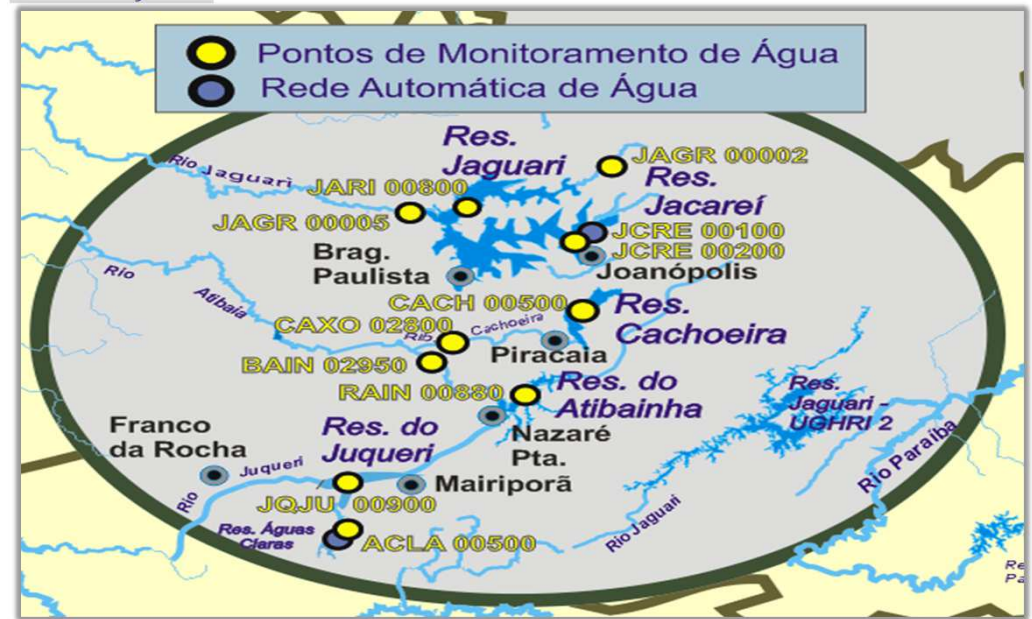 Pontos de Monitoramento de Água
Rede Automática de Água
Res.
Jaguari
JAGR 00002
Rio Jaguari
JARI 00800
Res.
Jacareí
JAGR 00005
JCRE 00100
JCRE 00200
Brag.
Paulista
Joanópolis
Rio
Atibaia
CACH 00500
Res.
Cachoeira
CAXO 02800
Rib.
Cachoeira
Piracaia
BAIN 02950
RAIN 00880
Res. do
Atibainha
Res.
Jaguari -
UGHRI 2
Rio Paraíba
Franco
da Rocha
Res. do
Juqueri
Nazaré
Pta.
Rio
Juqueri
Mairiporã
JQJU 00900
Res. Águas
Claras
ACLA 00500
Rio Jaguari